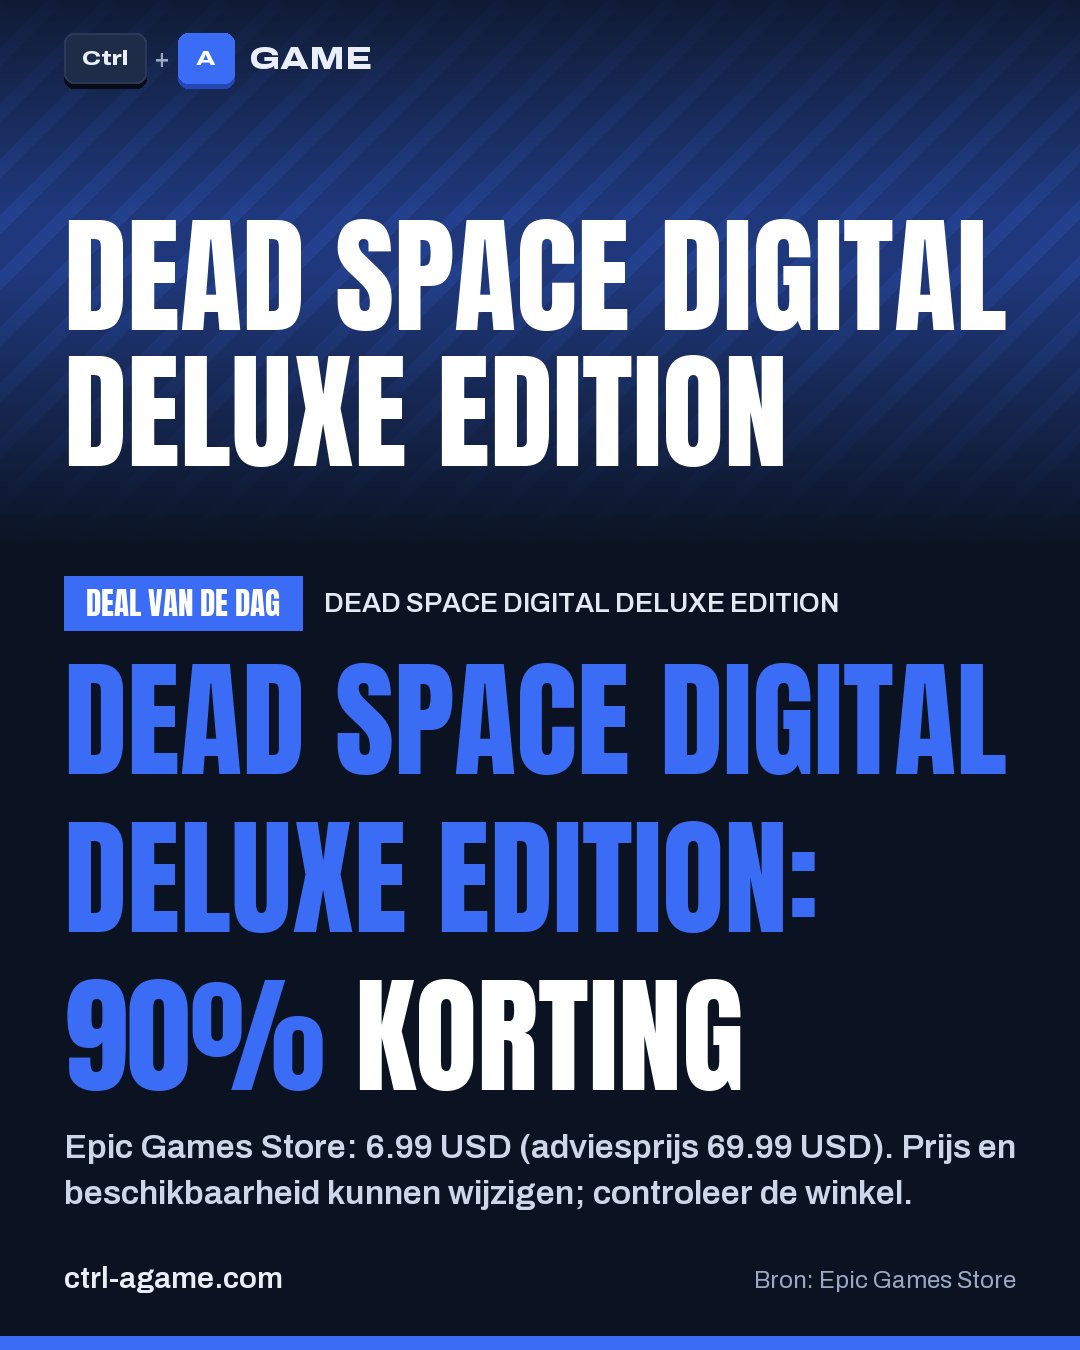 Ctrl + A GAME
DEAD SPACE DIGITAL
DELUXE EDITION
DEAL VAN DE DAG DEAD SPACE DIGITAL DELUXE EDITION
DEAD SPACE DIGITAL
DELUXE EDITION:
90% KORTING
Epic Games Store: 6.99 USD (adviesprijs 69.99 USD). Prijs en
beschikbaarheid kunnen wijzigen; controleer de winkel.
ctrl-agame.com
Bron: Epic Games Store